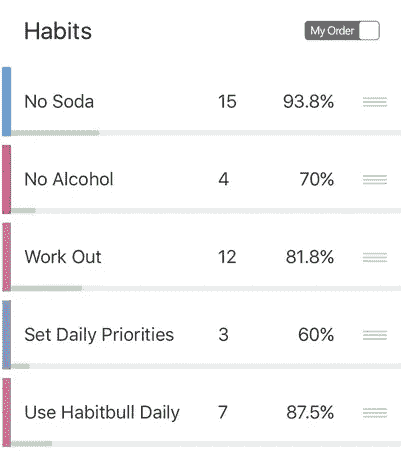 Habits My Order
No Soda 15 93.8%
No Alcohol 4 70%
Work Out 12 81.8%
Set Daily Priorities 3 60%
Use Habitbull Daily 7 87.5%